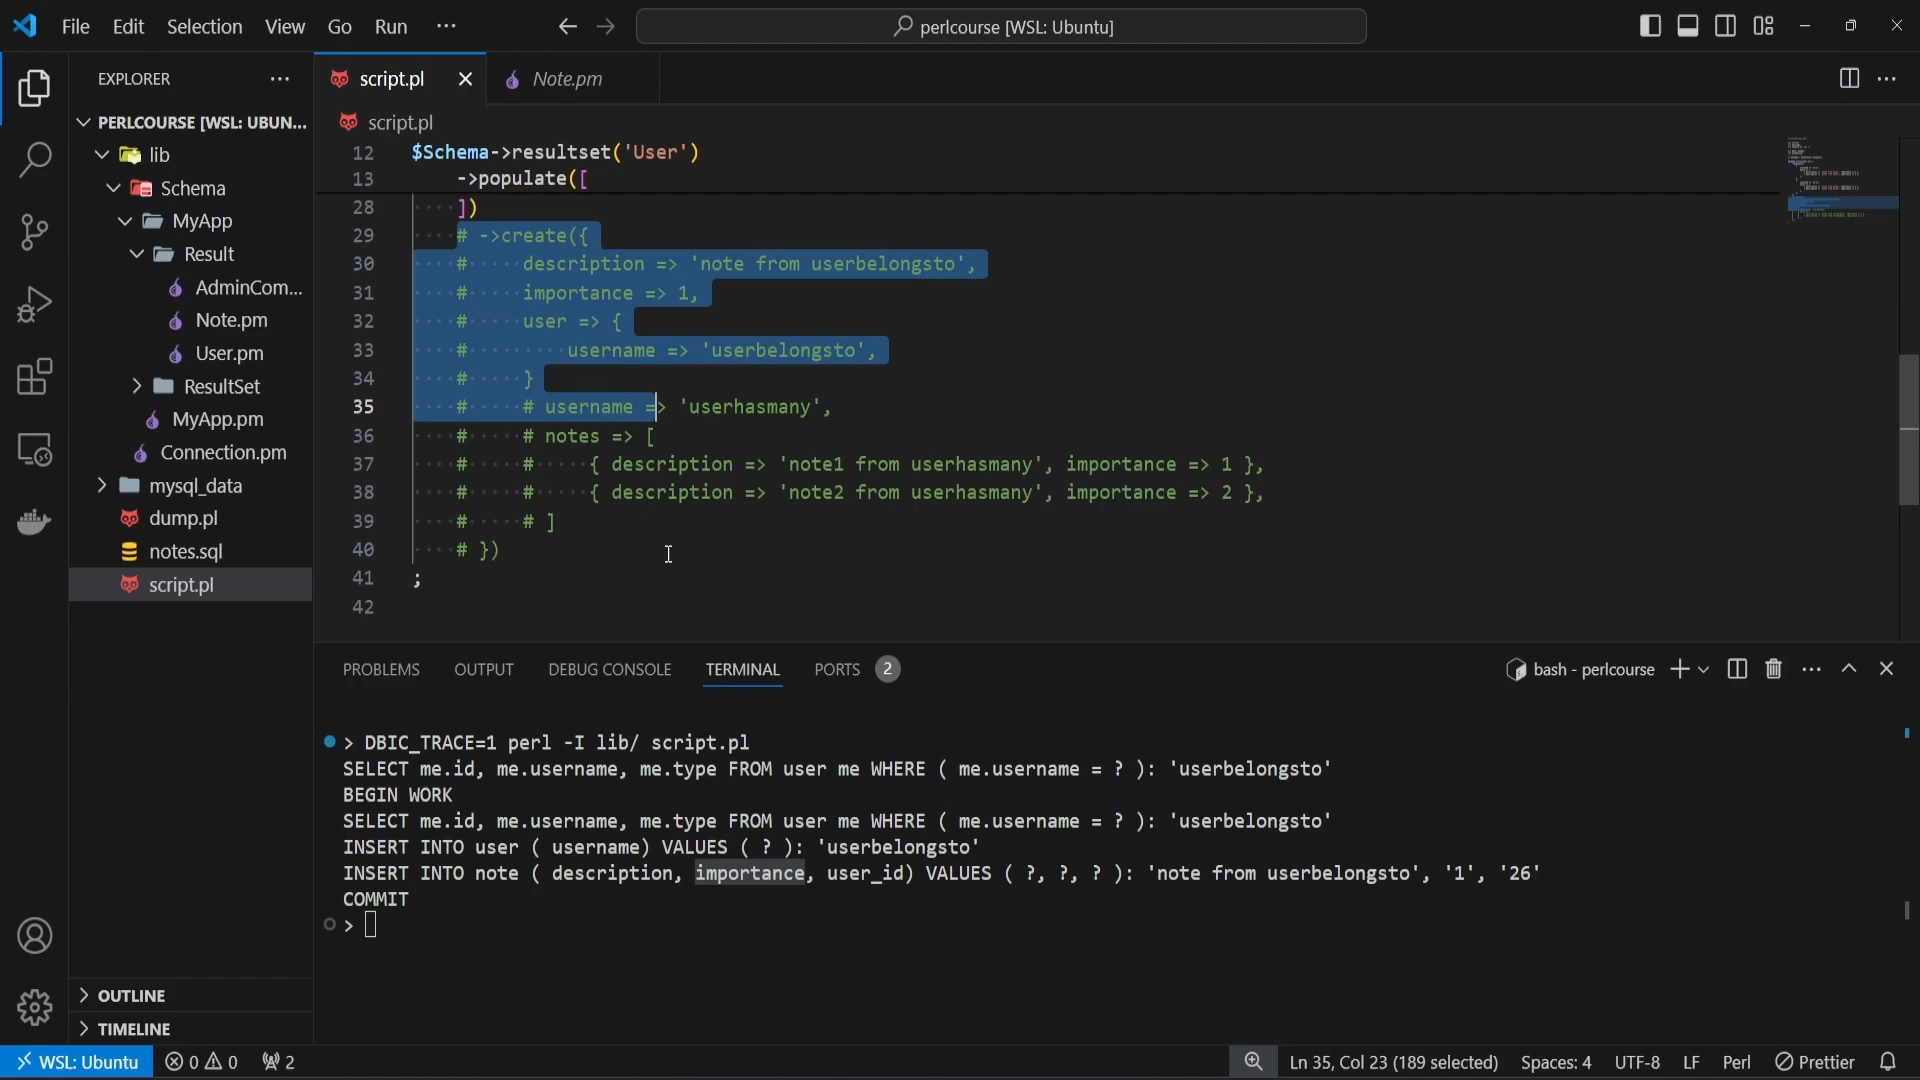 File Edit Selection View Go Run ···
perlcourse [WSL: Ubuntu]
EXPLORER ···
PERLCOURSE [WSL: UBUN...
lib
Schema
MyApp
Result
AdminCom...
Note.pm
User.pm
ResultSet
MyApp.pm
Connection.pm
mysql_data
dump.pl
notes.sql
script.pl
OUTLINE
TIMELINE
script.pl Note.pm
script.pl
12 $Schema->resultset('User')
13 ->populate([
28 ])
29 # ->create({
30 # description => 'note from userbelongsto',
31 # importance => 1,
32 # user => {
33 # username => 'userbelongsto',
34 # }
35 # # username => 'userhasmany',
36 # # notes => [
37 # # { description => 'note1 from userhasmany', importance => 1 },
38 # # { description => 'note2 from userhasmany', importance => 2 },
39 # # ]
40 # })
41 ;
42
PROBLEMS OUTPUT DEBUG CONSOLE TERMINAL PORTS 2
bash - perlcourse
> DBIC_TRACE=1 perl -I lib/ script.pl
SELECT me.id, me.username, me.type FROM user me WHERE ( me.username = ? ): 'userbelongsto'
BEGIN WORK
SELECT me.id, me.username, me.type FROM user me WHERE ( me.username = ? ): 'userbelongsto'
INSERT INTO user ( username) VALUES ( ? ): 'userbelongsto'
INSERT INTO note ( description, importance, user_id) VALUES ( ?, ?, ? ): 'note from userbelongsto', '1', '26'
COMMIT
>
WSL: Ubuntu 0 0 2
Ln 35, Col 23 (189 selected) Spaces: 4 UTF-8 LF Perl Prettier